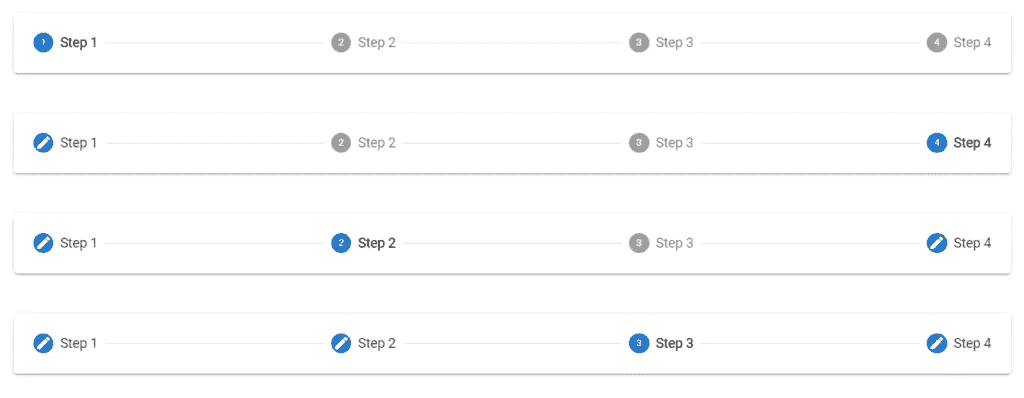 1 Step 1 2 Step 2 3 Step 3 4 Step 4
Step 1 2 Step 2 3 Step 3 4 Step 4
Step 1 2 Step 2 3 Step 3 Step 4
Step 1 Step 2 3 Step 3 Step 4